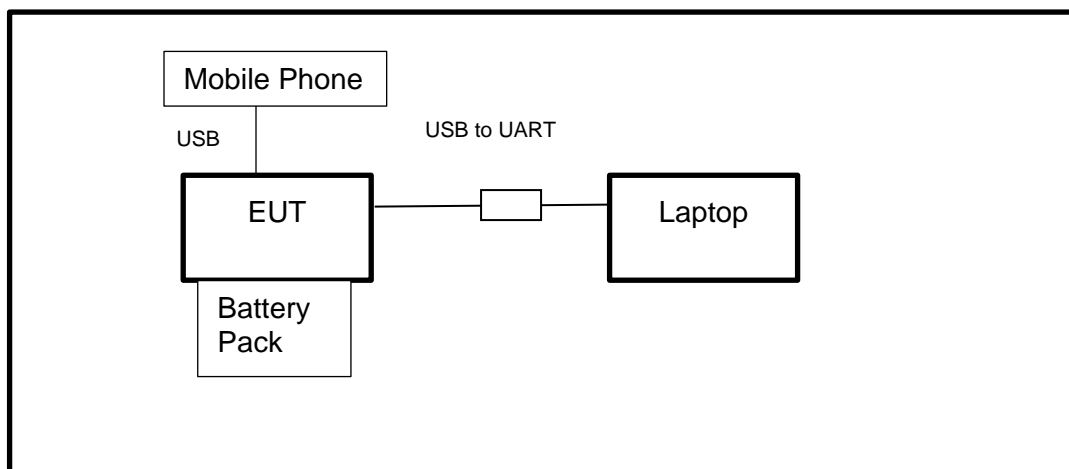 Mobile Phone
USB
USB to UART
EUT
Laptop
Battery
Pack